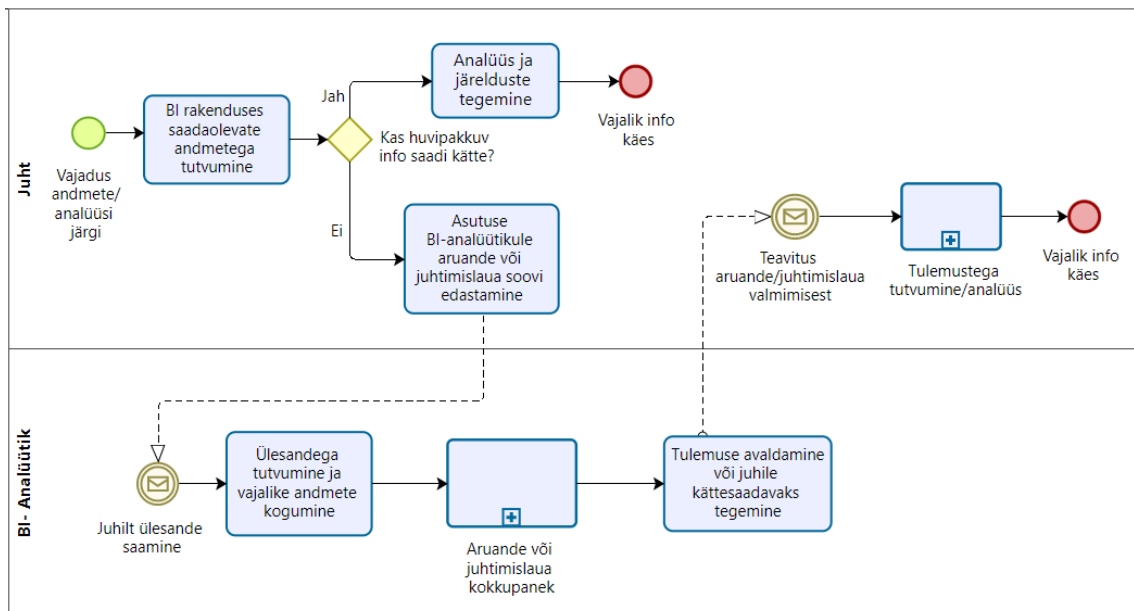 Juht
Vajadus
andmete/
analüüsi
järgi
BI rakenduses
saadaolevate
andmetega
tutvumine
Jah
Kas huvipakkuv
info saadi kätte?
Ei
Analüüs ja
järelduste
tegemine
Vajalik info
käes
Asutuse
BI-analüütikule
aruande või
juhtimislaua soovi
edastamine
Teavitus
aruande/juhtimislaua
valmimisest
Tulemustega
tutvumine/analüüs
Vajalik info
käes
BI- Analüütik
Juhilt ülesande
saamine
Ülesandega
tutvumine ja
vajalike andmete
kogumine
Aruande või
juhtimislaua
kokkupanek
Tulemuse avaldamine
või juhile
kättesaadavaks
tegemine